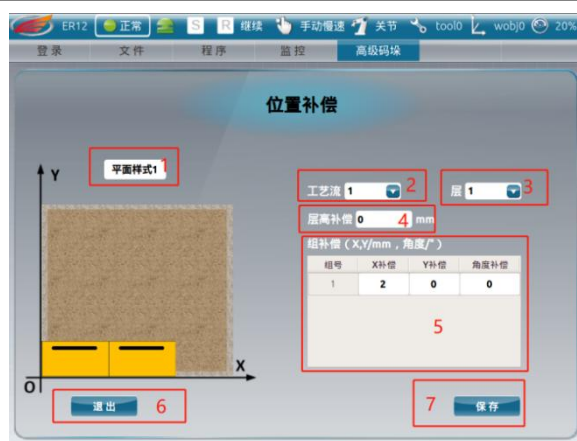 ER12 正常 S R 继续 手动慢速 关节 tool0 wobj0 20%
登录 文件 程序 监控 高级码垛
位置补偿
Y
平面样式1 1
工艺流 1 2 层 1 3
层高补偿 0 4 mm
组补偿（X,Y/mm，角度/°）
组号 X补偿 Y补偿 角度补偿
1 2 0 0
5
X
O
退出 6
7 保存